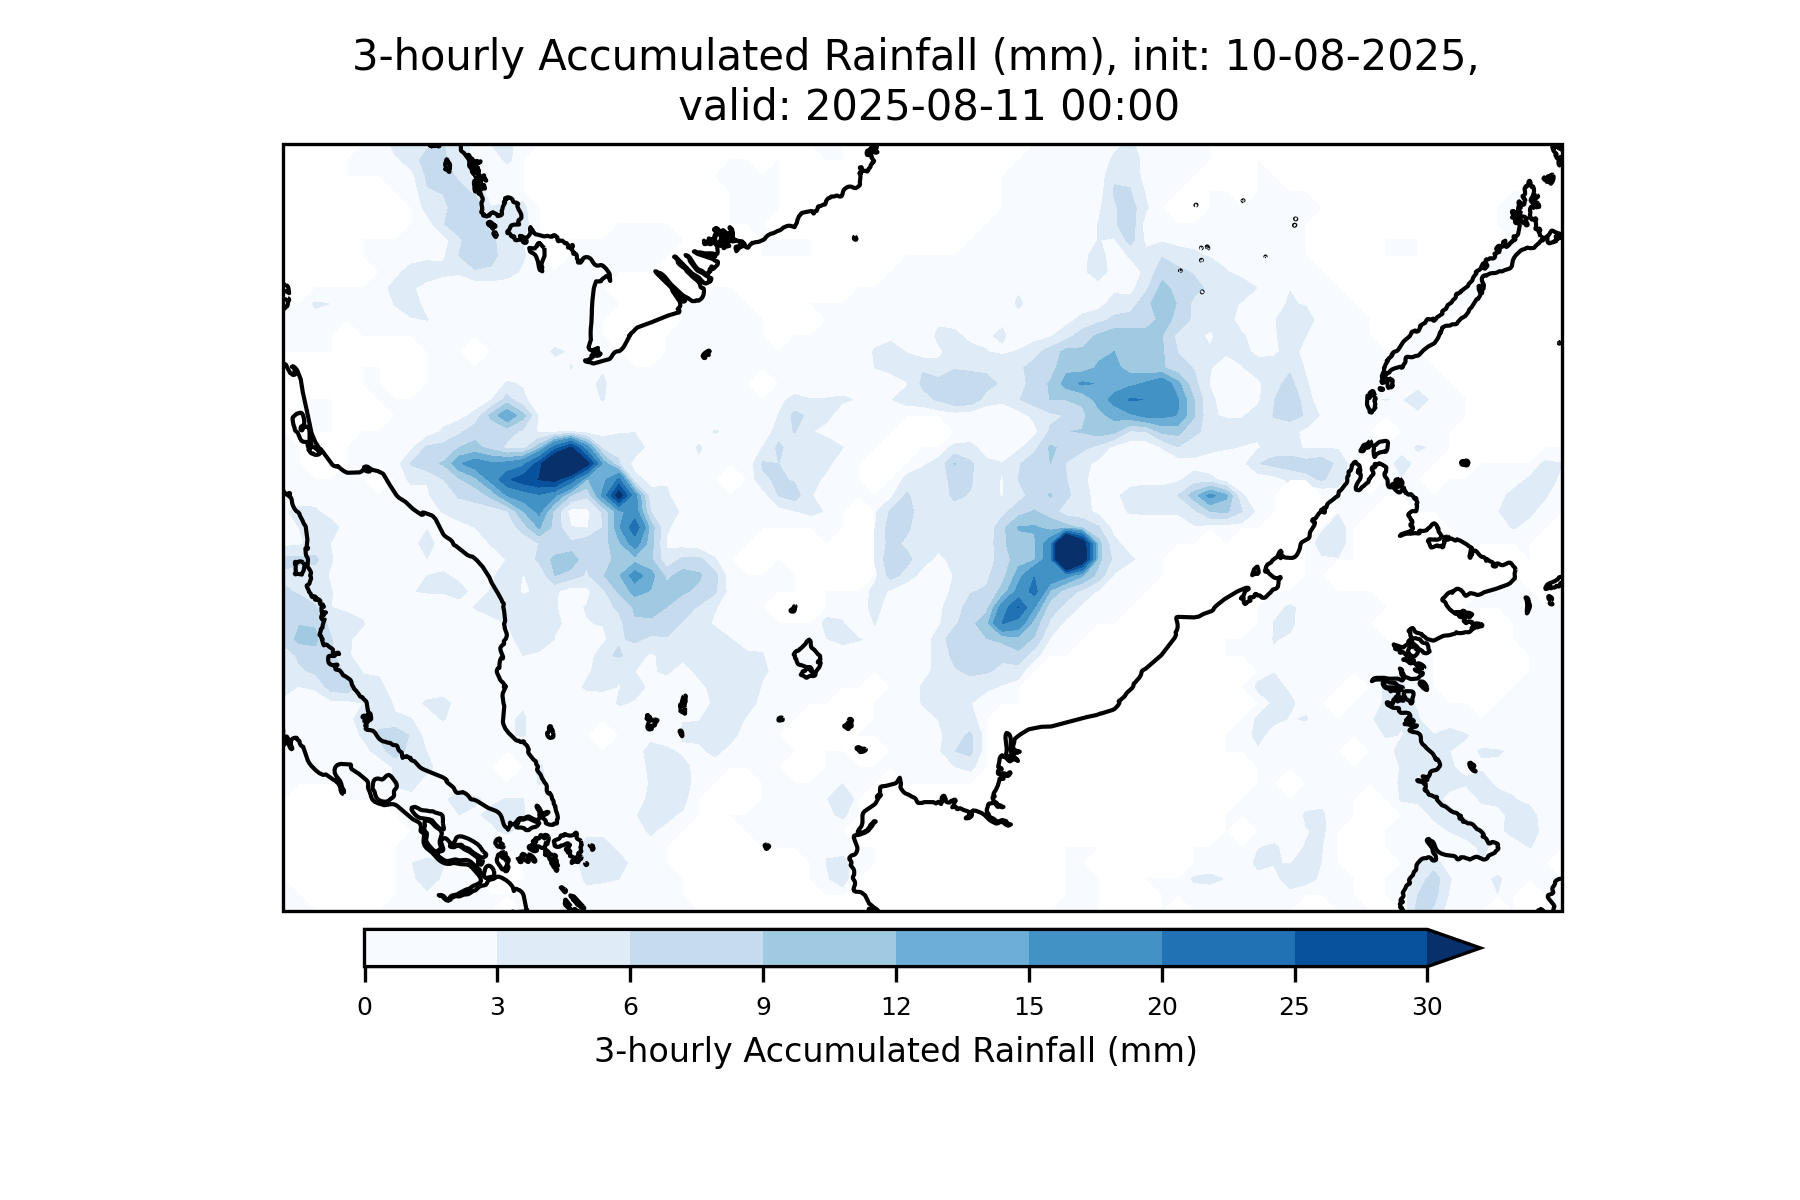 3-hourly Accumulated Rainfall (mm), init: 10-08-2025,
valid: 2025-08-11 00:00
0 3 6 9 12 15 20 25 30
3-hourly Accumulated Rainfall (mm)